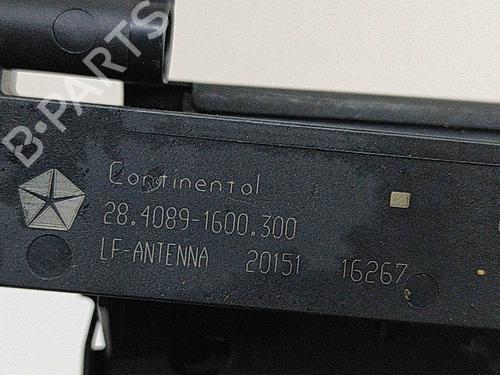 B·PARTS
Continental
28.4089-1600.300
LF-ANTENNA 20151 16267